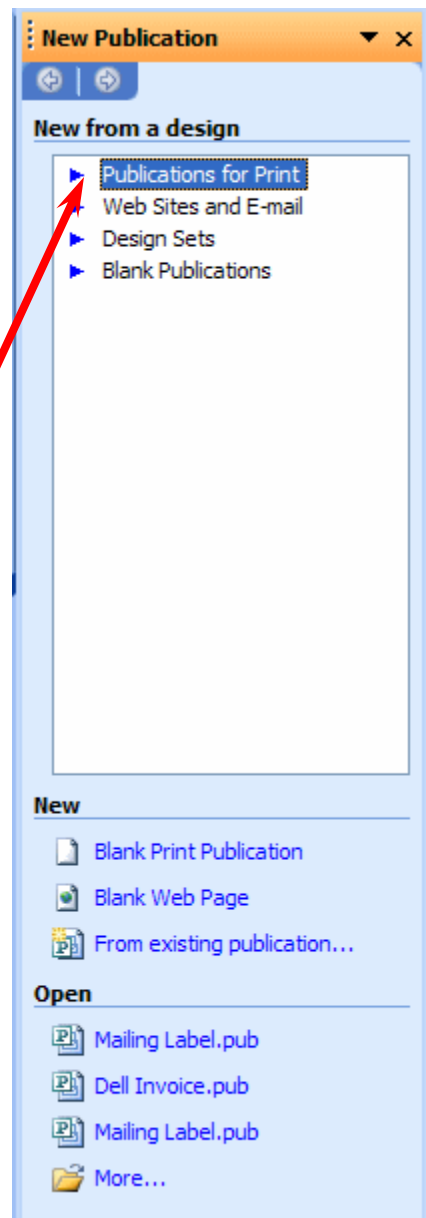 New Publication
New from a design
Publications for Print
Web Sites and E-mail
Design Sets
Blank Publications
New
Blank Print Publication
Blank Web Page
From existing publication...
Open
Mailing Label.pub
Dell Invoice.pub
Mailing Label.pub
More...